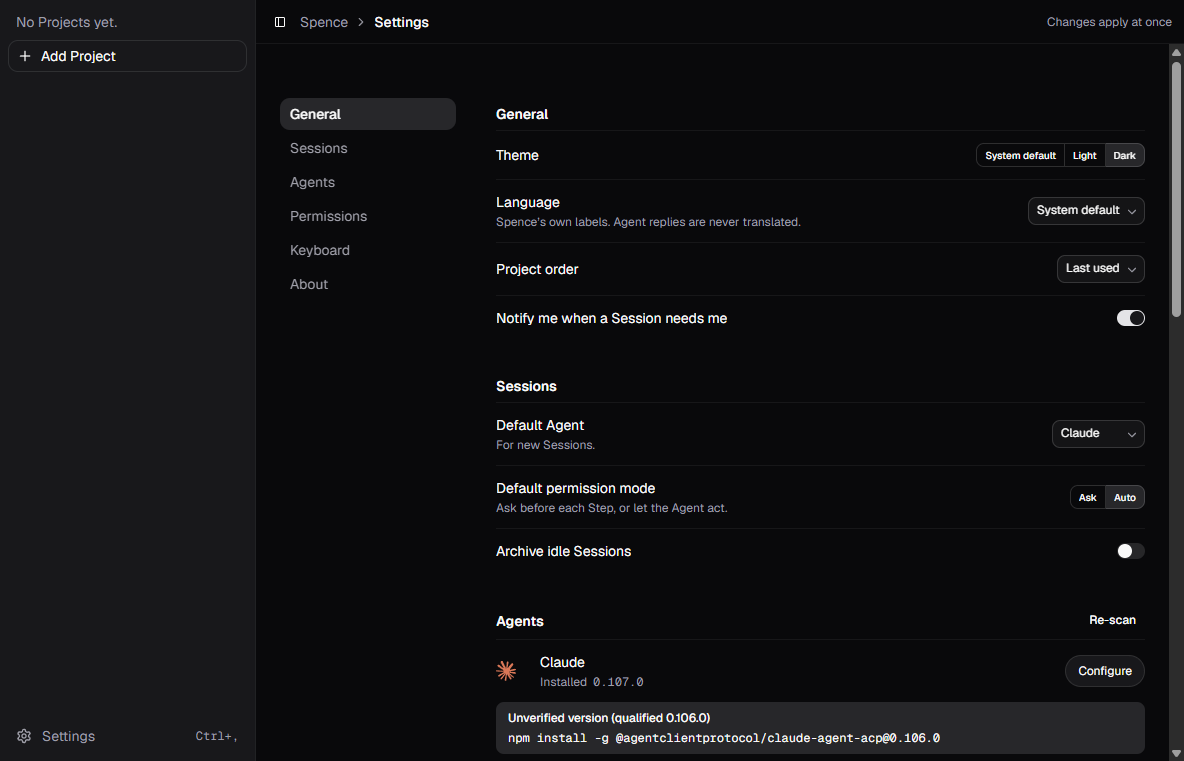 No Projects yet.
Add Project
Spence > Settings
Changes apply at once
General
Sessions
Agents
Permissions
Keyboard
About
General
Theme
System default
Light
Dark
Language
Spence's own labels. Agent replies are never translated.
System default
Project order
Last used
Notify me when a Session needs me
Sessions
Default Agent
For new Sessions.
Claude
Default permission mode
Ask before each Step, or let the Agent act.
Ask
Auto
Archive idle Sessions
Agents
Re-scan
Claude
Installed 0.107.0
Configure
Unverified version (qualified 0.106.0)
npm install -g @agentclientprotocol/claude-agent-acp@0.106.0
Settings
Ctrl+,